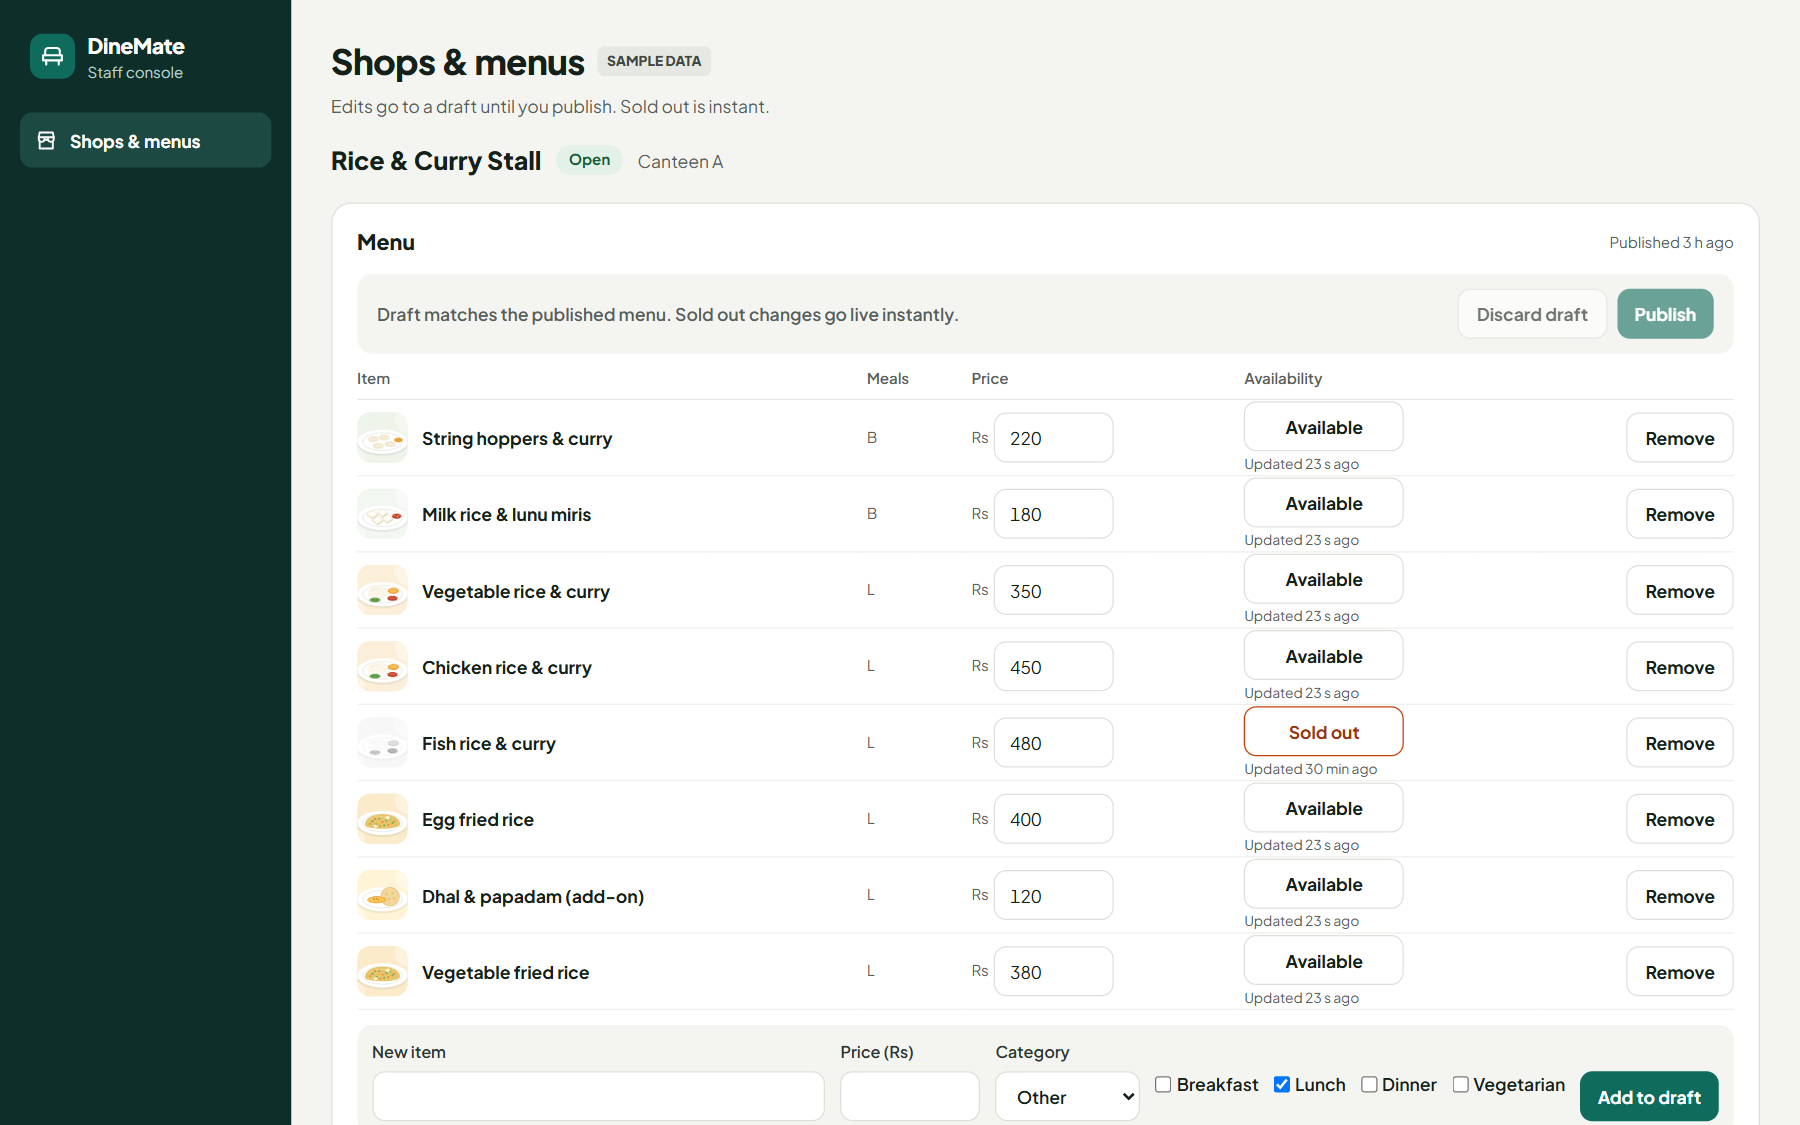 DineMate
Staff console
Shops & menus
Shops & menus SAMPLE DATA
Edits go to a draft until you publish. Sold out is instant.
Rice & Curry Stall Open Canteen A
Menu Published 3 h ago
Draft matches the published menu. Sold out changes go live instantly. Discard draft Publish
Item Meals Price Availability
String hoppers & curry B Rs 220 Available Remove
Updated 23 s ago
Milk rice & lunu miris B Rs 180 Available Remove
Updated 23 s ago
Vegetable rice & curry L Rs 350 Available Remove
Updated 23 s ago
Chicken rice & curry L Rs 450 Available Remove
Updated 23 s ago
Fish rice & curry L Rs 480 Sold out Remove
Updated 30 min ago
Egg fried rice L Rs 400 Available Remove
Updated 23 s ago
Dhal & papadam (add-on) L Rs 120 Available Remove
Updated 23 s ago
Vegetable fried rice L Rs 380 Available Remove
Updated 23 s ago
New item Price (Rs) Category
Other Breakfast Lunch Dinner Vegetarian Add to draft